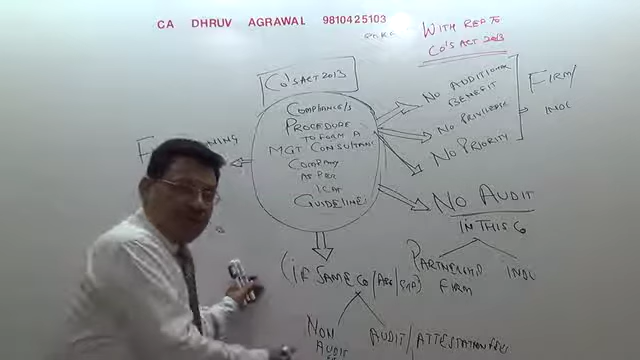 CA DHRUV AGRAWAL 9810425103
WITH REF TO
CO'S ACT 2013
CO'S ACT 2013
COMPLIANCE/S
PROCEDURE
TO FORM A
MGT CONSULTANC
COMPANY
AS PER
ICAI
GUIDELINES
NO ADDITIONAL
BENEFIT
NO PRIVILEGE
NO PRIORITY
FIRM/
INDL
NO AUDIT
IN THIS CO
PARTNERSHIP
FIRM
INDL
(IF SAME CO/
NON
AUDIT
AUDIT/ATTESTATION